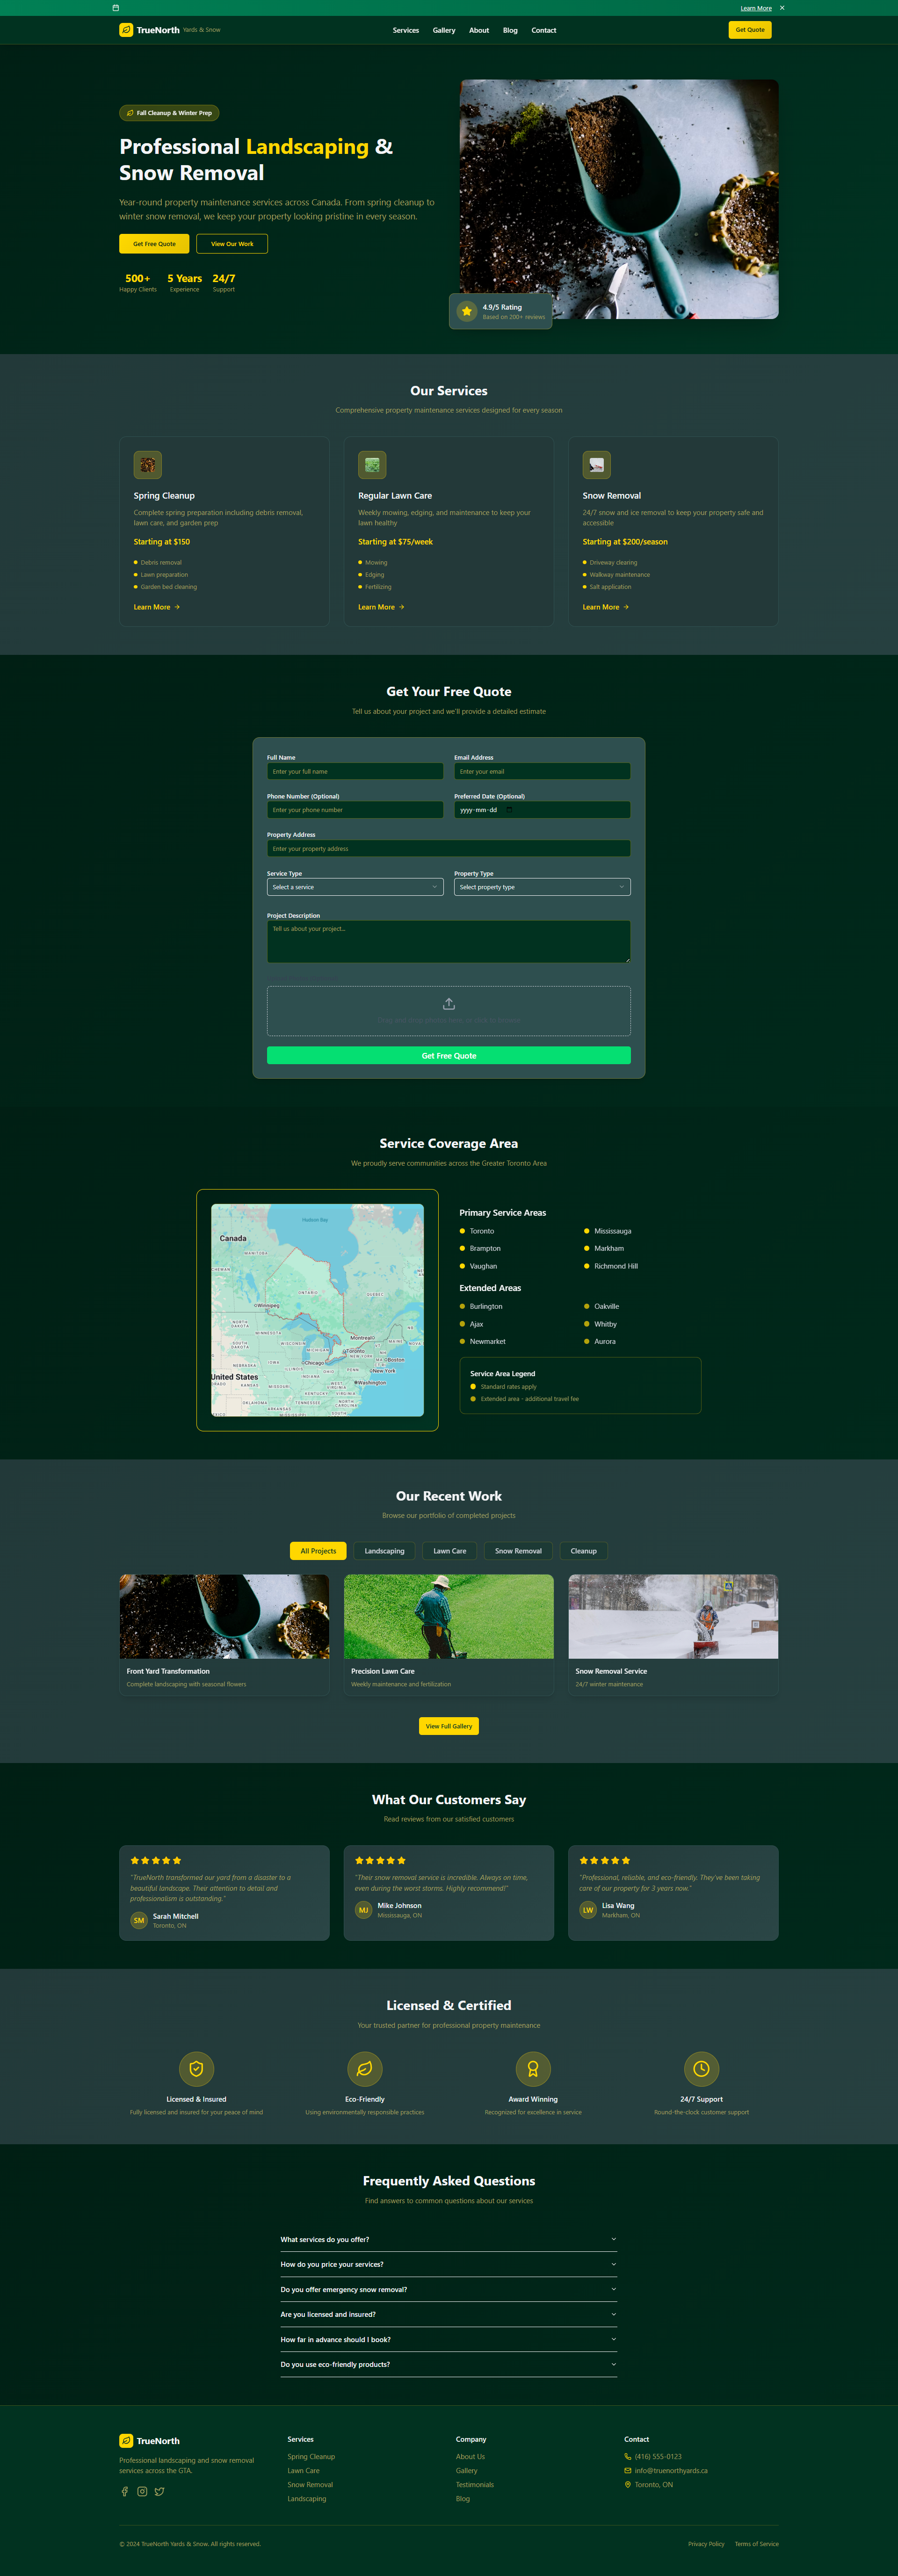 Learn More
TrueNorth Yards & Snow
Services Gallery About Blog Contact
Get Quote
Fall Cleanup & Winter Prep
Professional Landscaping &
Snow Removal
Year-round property maintenance services across Canada. From spring cleanup to
winter snow removal, we keep your property looking pristine in every season.
Get Free Quote View Our Work
500+ 5 Years 24/7
Happy Clients Experience Support
4.9/5 Rating
Based on 200+ reviews
Our Services
Comprehensive property maintenance services designed for every season
Spring Cleanup
Complete spring preparation including debris removal,
lawn care, and garden prep
Starting at $150
Debris removal
Lawn preparation
Garden bed cleaning
Learn More
Regular Lawn Care
Weekly mowing, edging, and maintenance to keep your
lawn healthy
Starting at $75/week
Mowing
Edging
Fertilizing
Learn More
Snow Removal
24/7 snow and ice removal to keep your property safe and
accessible
Starting at $200/season
Driveway clearing
Walkway maintenance
Salt application
Learn More
Get Your Free Quote
Tell us about your project and we'll provide a detailed estimate
Full Name Email Address
Enter your full name Enter your email
Phone Number (Optional) Preferred Date (Optional)
Enter your phone number yyyy-mm-dd
Property Address
Enter your property address
Service Type Property Type
Select a service Select property type
Project Description
Tell us about your project...
Get Free Quote
Service Coverage Area
We proudly serve communities across the Greater Toronto Area
Hudson Bay
Canada
MANITOBA
ONTARIO
QUEBEC
Winnipeg
NORTH DAKOTA
MINNESOTA
Montreal
SOUTH DAKOTA
WISCONSIN
MICHIGAN
Toronto
Chicago
Boston
New York
NEBRASKA
IOWA
ILLINOIS
United States
Washington
KANSAS
MISSOURI
KENTUCKY
WEST VIRGINIA
VIRGINIA
OKLAHOMA
ARKANSAS
TENNESSEE
NORTH CAROLINA
Primary Service Areas
Toronto Mississauga
Brampton Markham
Vaughan Richmond Hill
Extended Areas
Burlington Oakville
Ajax Whitby
Newmarket Aurora
Service Area Legend
Standard rates apply
Extended area - additional travel fee
Our Recent Work
Browse our portfolio of completed projects
All Projects Landscaping Lawn Care Snow Removal Cleanup
Front Yard Transformation
Complete landscaping with seasonal flowers
Precision Lawn Care
Weekly maintenance and fertilization
Snow Removal Service
24/7 winter maintenance
View Full Gallery
What Our Customers Say
Read reviews from our satisfied customers
"TrueNorth transformed our yard from a disaster to a
beautiful landscape. Their attention to detail and
professionalism is outstanding."
SM Sarah Mitchell
Toronto, ON
"Their snow removal service is incredible. Always on time,
even during the worst storms. Highly recommend!"
MJ Mike Johnson
Mississauga, ON
"Professional, reliable, and eco-friendly. They've been taking
care of our property for 3 years now."
LW Lisa Wang
Markham, ON
Licensed & Certified
Your trusted partner for professional property maintenance
Licensed & Insured
Fully licensed and insured for your peace of mind
Eco-Friendly
Using environmentally responsible practices
Award Winning
Recognized for excellence in service
24/7 Support
Round-the-clock customer support
Frequently Asked Questions
Find answers to common questions about our services
What services do you offer?
How do you price your services?
Do you offer emergency snow removal?
Are you licensed and insured?
How far in advance should I book?
Do you use eco-friendly products?
TrueNorth
Professional landscaping and snow removal
services across the GTA.
Services
Spring Cleanup
Lawn Care
Snow Removal
Landscaping
Company
About Us
Gallery
Testimonials
Blog
Contact
(416) 555-0123
info@truenorthyards.ca
Toronto, ON
© 2024 TrueNorth Yards & Snow. All rights reserved.
Privacy Policy Terms of Service